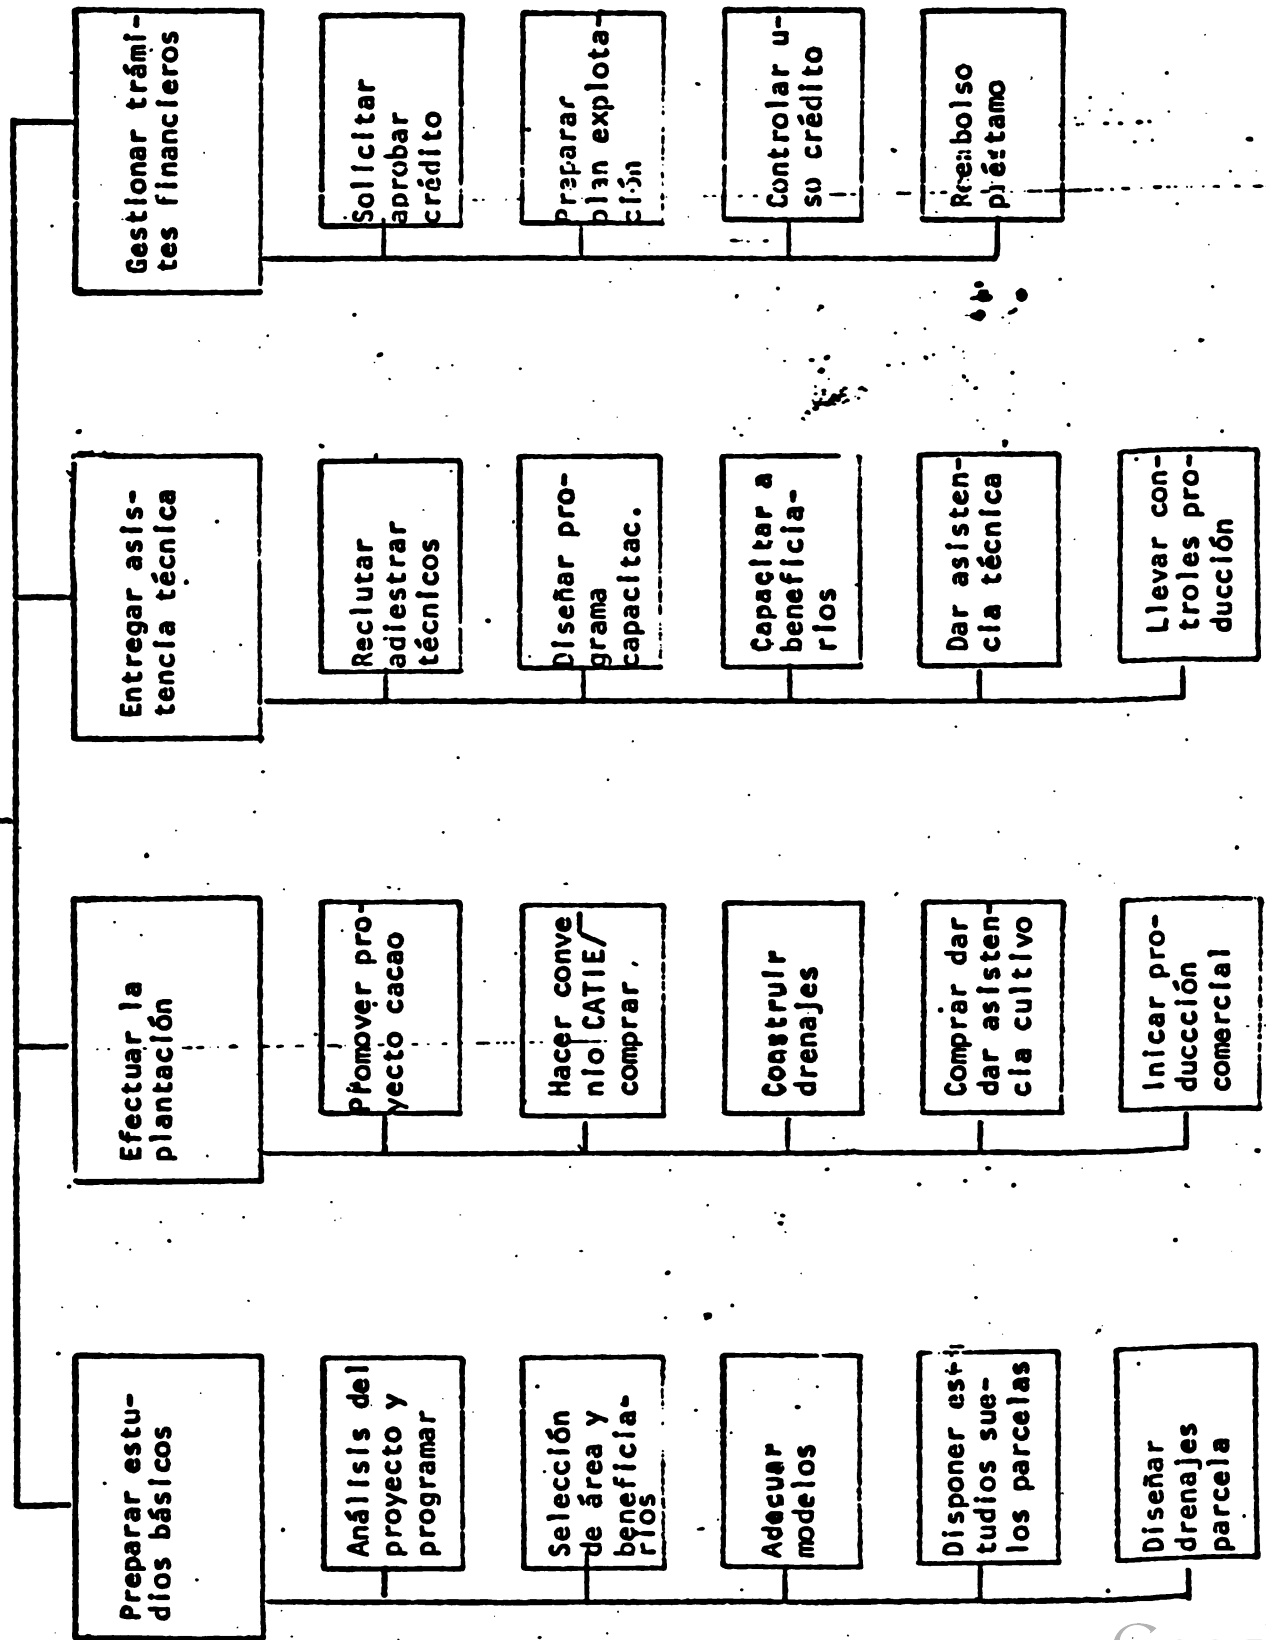 Preparar estu-
dios básicos
Análisis del
proyecto y
programar
Selección
de área y
beneficia-
rios
Adecuar
modelos
Disponer es-
tudios sue-
los parcelas
Diseñar
drenajes
parcela
Efectuar la
plantación
Promover pro-
yecto cacao
Hacer conve
nio CATIE/
comprar.
Construir
drenajes
Comprar dar
dar asisten-
cia cultivo
Inicar pro-
duccción
comercial
Entregar asis-
tencia técnica
Reclutar
adiestrar
técnicos
Diseñar pro-
grama
capacitac.
Capacitar a
beneficia-
rios
Dar asisten-
cia técnica
Llevar con-
troles pro-
ducción
Gestionar trámi-
tes financieros
Solicitar
aprobar
crédito
Preparar
plan explota-
ción
Controlar u-
so crédito
Reembolso
préstamo